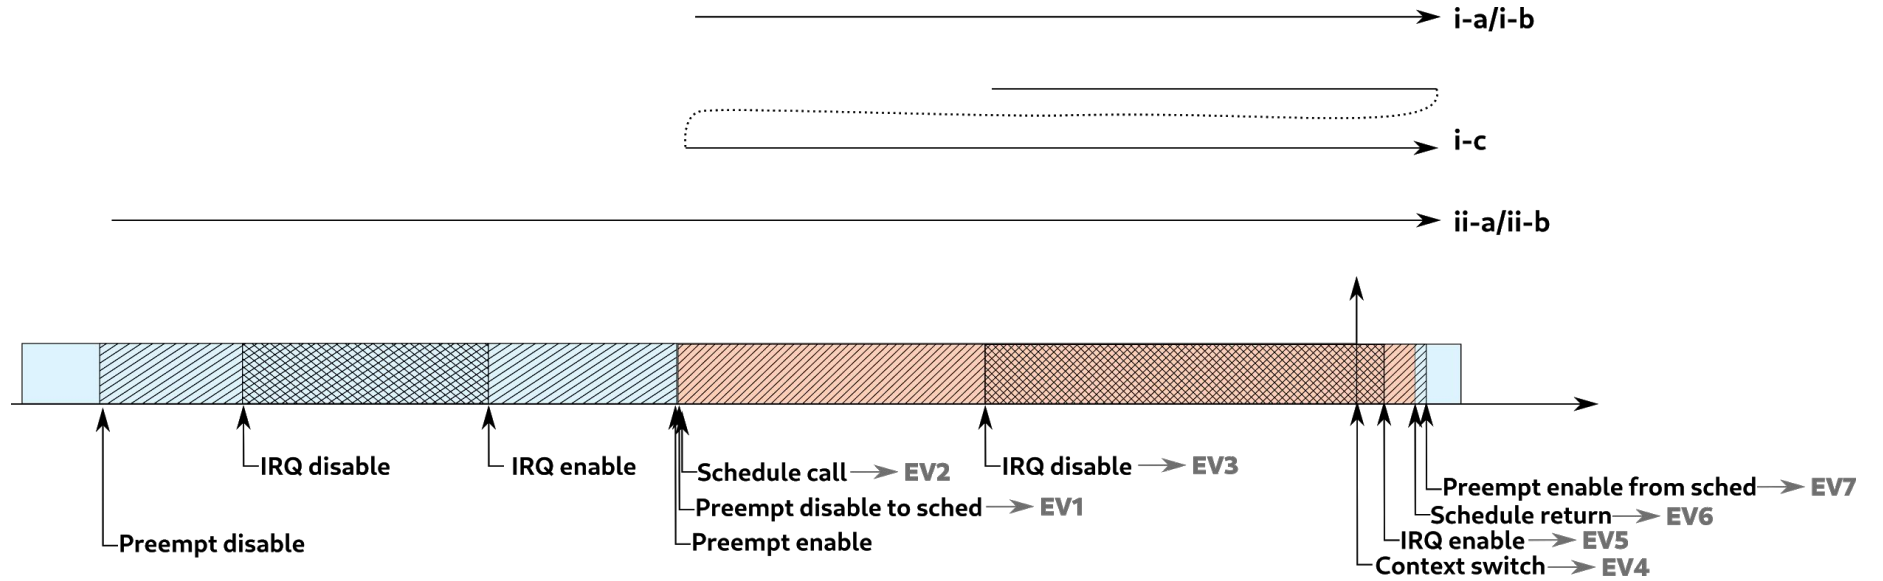 i-a/i-b
i-c
ii-a/ii-b
IRQ disable
IRQ enable
Schedule call EV2
IRQ disable EV3
Preempt disable to sched EV1
Preempt enable from sched EV7
Preempt disable
Preempt enable
Schedule return EV6
IRQ enable EV5
Context switch EV4